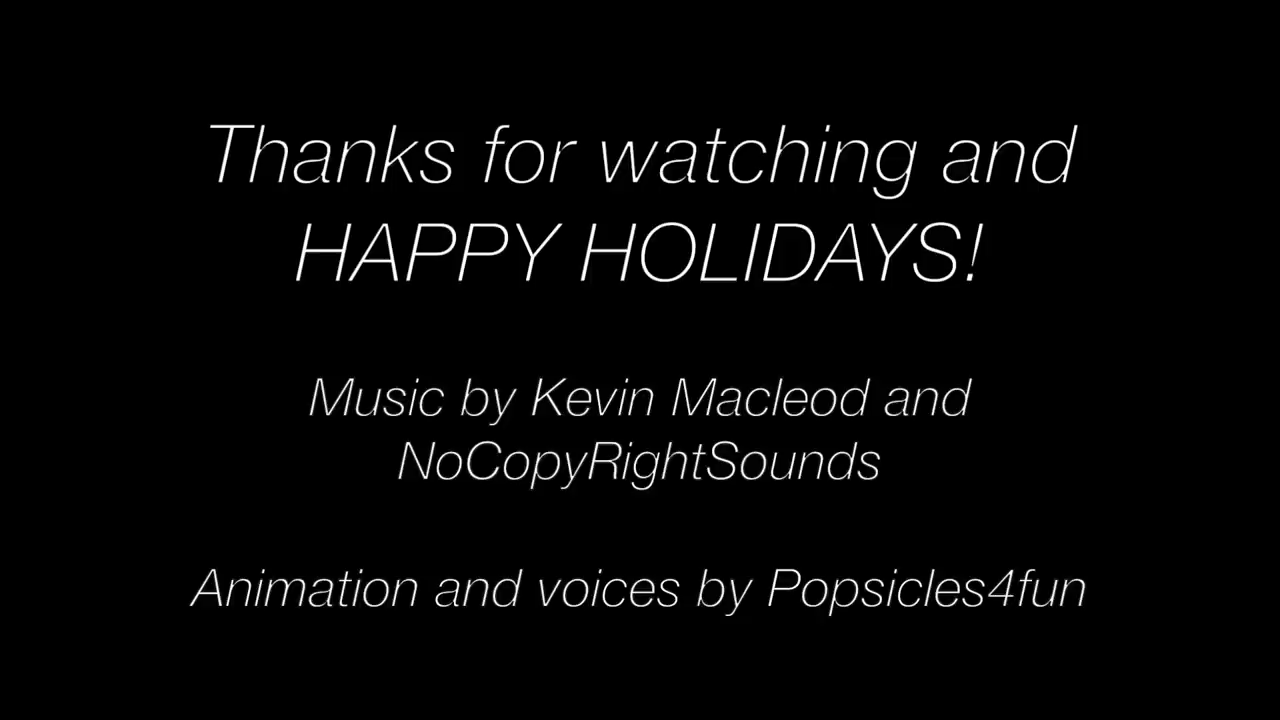 Thanks for watching and
HAPPY HOLIDAYS!
Music by Kevin Macleod and
NoCopyRightSounds
Animation and voices by Popsicles4fun